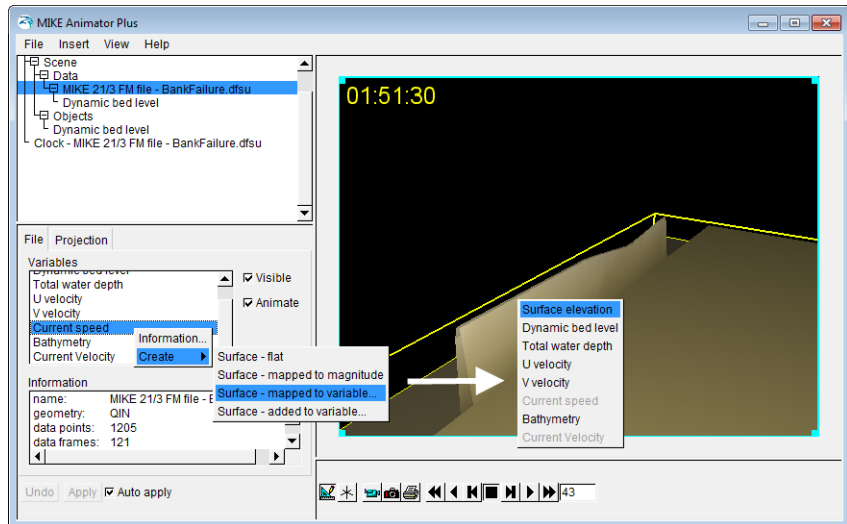 MIKE Animator Plus
File Insert View Help
Scene
Data
MIKE 21/3 FM file - BankFailure.dfsu
Dynamic bed level
Objects
Dynamic bed level
Clock - MIKE 21/3 FM file - BankFailure.dfsu
01:51:30
File Projection
Variables
Dynamic bed level
Total water depth
U velocity
V velocity
Current speed
Bathymetry
Current Velocity
Visible
Animate
Information...
Create
Surface - flat
Surface - mapped to magnitude
Surface - mapped to variable...
Surface - added to variable...
Surface elevation
Dynamic bed level
Total water depth
U velocity
V velocity
Current speed
Bathymetry
Current Velocity
Information
name: MIKE 21/3 FM file - 
geometry: QIN
data points: 1205
data frames: 121
Undo Apply Auto apply
43